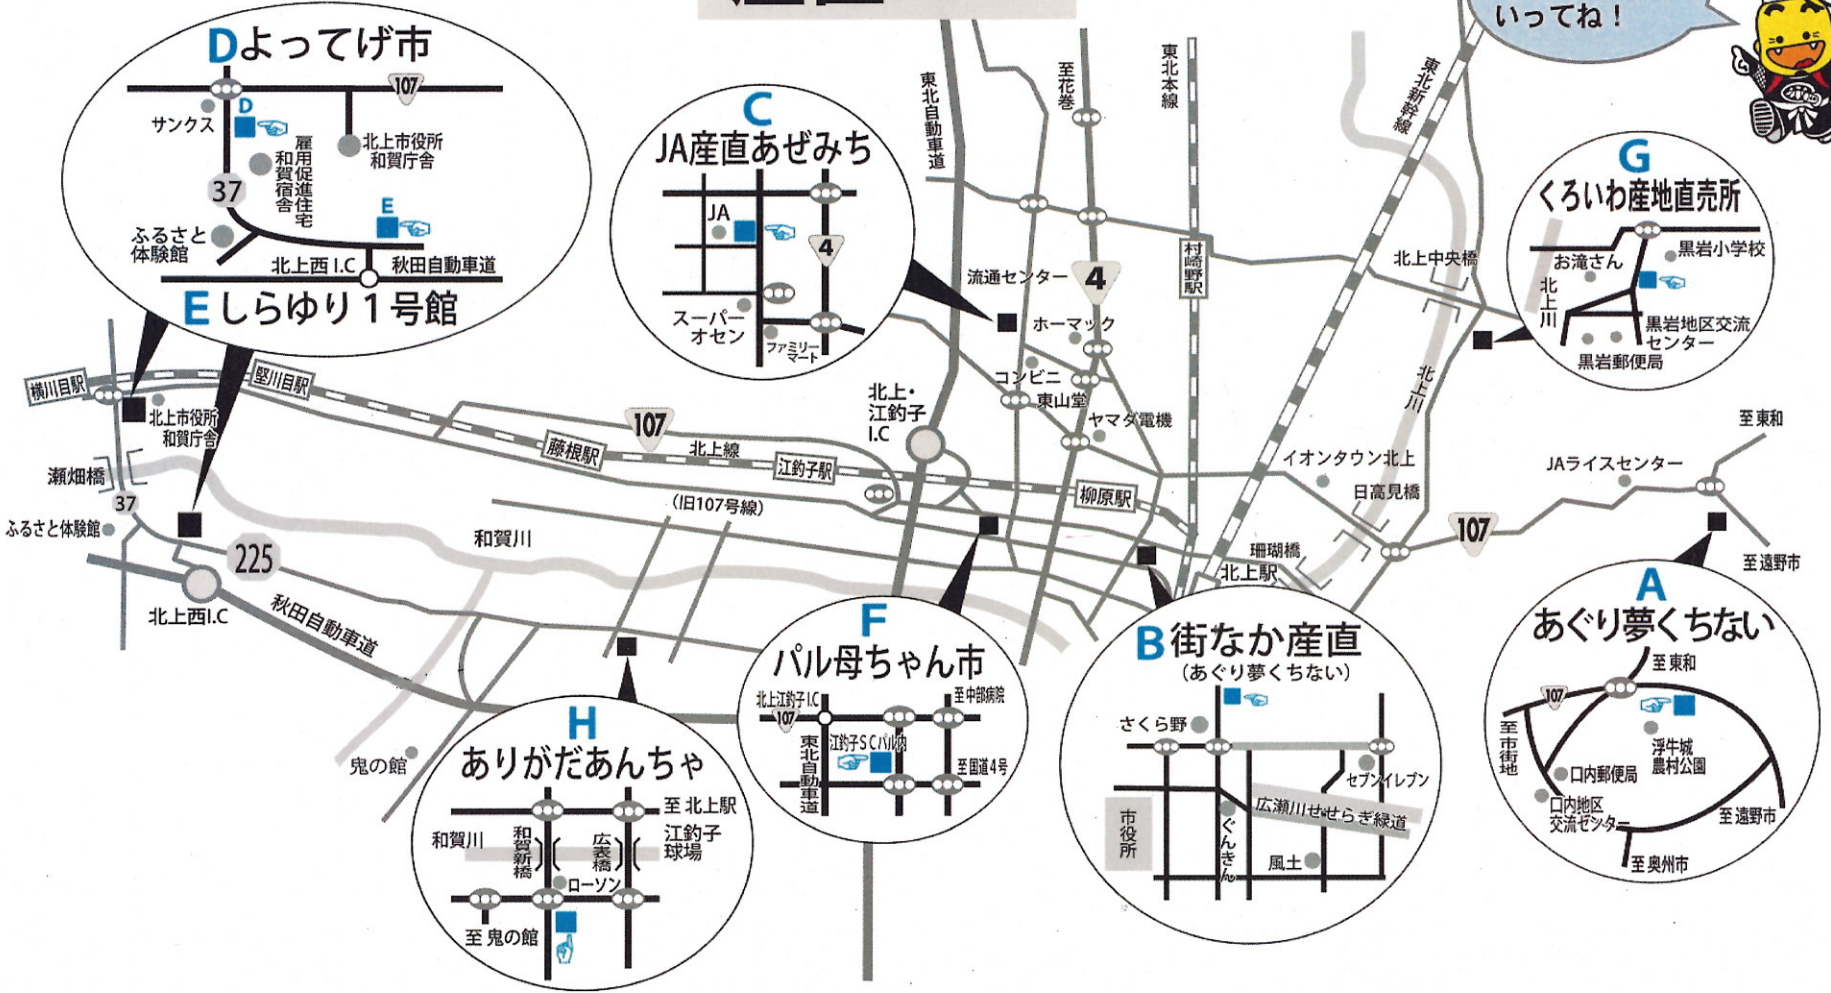 いってね！
Dよってげ市
107
D
サンクス
雇用促進住宅
和賀宿舎
北上市役所
和賀庁舎
37
E
ふるさと
体験館
北上西I.C
秋田自動車道
Eしらゆり１号館
C
JA産直あぜみち
JA
4
スーパー
オセン
ファミリー
マート
東北自動車道
至花巻
東北本線
東北新幹線
村崎野駅
流通センター
4
ホーマック
コンビニ
東山堂
ヤマダ電機
北上中央橋
北上川
G
くろいわ産地直売所
お滝さん
黒岩小学校
北上川
黒岩地区交流
センター
黒岩郵便局
横川目駅
竪川目駅
北上市役所
和賀庁舎
瀬畑橋
37
ふるさと体験館
225
北上西I.C
秋田自動車道
藤根駅
107
北上線
江釣子駅
北上・
江釣子
I.C
柳原駅
(旧107号線)
和賀川
イオンタウン北上
日高見橋
珊瑚橋
北上駅
107
JAライスセンター
至東和
至遠野市
鬼の館
H
ありがだあんちゃ
至 北上駅
和賀川
和賀新橋
広表橋
江釣子
球場
ローソン
至 鬼の館
F
パル母ちゃん市
北上江釣子I.C
107
至中部病院
東北自動車道
江釣子SCパル内
至国道4号
B街なか産直
(あぐり夢くちない)
さくら野
セブンイレブン
広瀬川せせらぎ緑道
市役所
ぐんきん
風土
A
あぐり夢くちない
至東和
107
至市街地
浮牛城
農村公園
口内郵便局
口内地区
交流センター
至遠野市
至奥州市